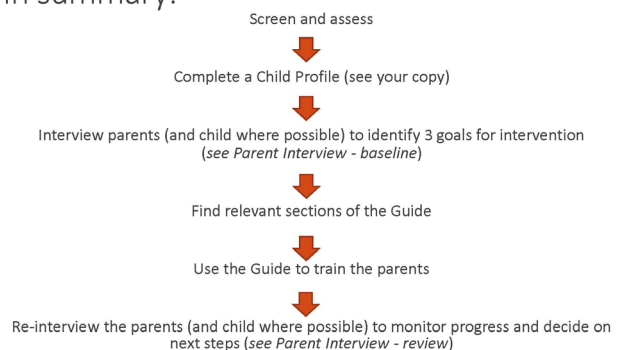 in summary:
Screen and assess
Complete a Child Profile (see your copy)
Interview parents (and child where possible) to identify 3 goals for intervention
(see Parent Interview - baseline)
Find relevant sections of the Guide
Use the Guide to train the parents
Re-interview the parents (and child where possible) to monitor progress and decide on
next steps (see Parent Interview - review)